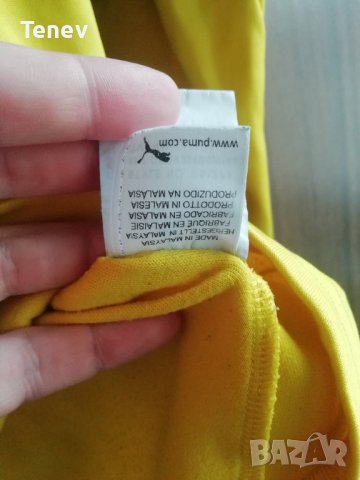 Tenev
MADE IN MALAYSIA
HERGESTELLT IN MALAYSIA
FABRIQUÉ EN MALAISIE
FABRICADO EN MALASIA
PRODOTTO IN MALESIA
PRODUZIDO NA MALÁSIA
www.puma.com
BAZAR